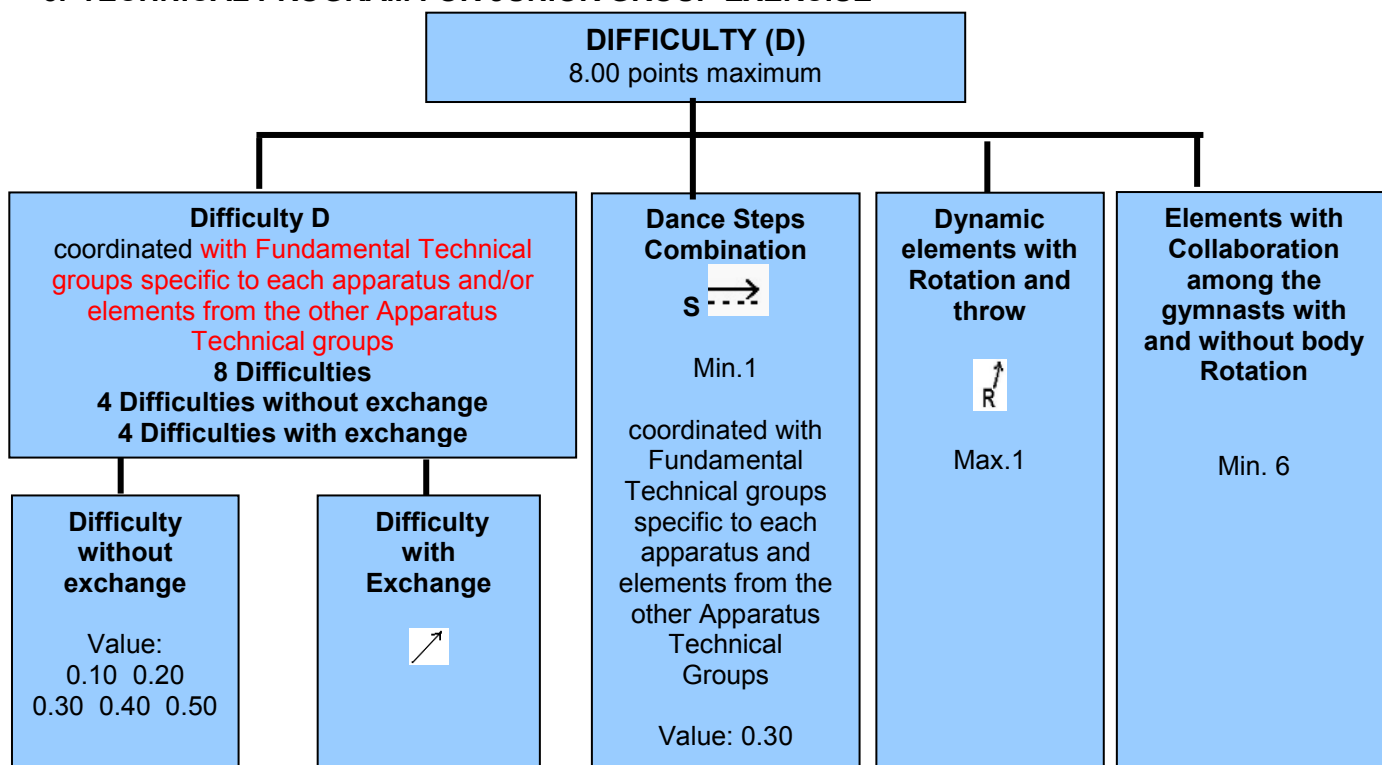 DIFFICULTY (D)
8.00 points maximum
Difficulty D
coordinated with Fundamental Technical
groups specific to each apparatus and/or
elements from the other Apparatus
Technical groups
8 Difficulties
4 Difficulties without exchange
4 Difficulties with exchange
Difficulty
without
exchange
Value:
0.10 0.20
0.30 0.40 0.50
Difficulty
with
Exchange
Dance Steps
Combination
S
Min.1
coordinated with
Fundamental
Technical groups
specific to each
apparatus and
elements from the
other Apparatus
Technical
Groups
Value: 0.30
Dynamic
elements with
Rotation and
throw
R
Max.1
Elements with
Collaboration
among the
gymnasts with
and without body
Rotation
Min. 6